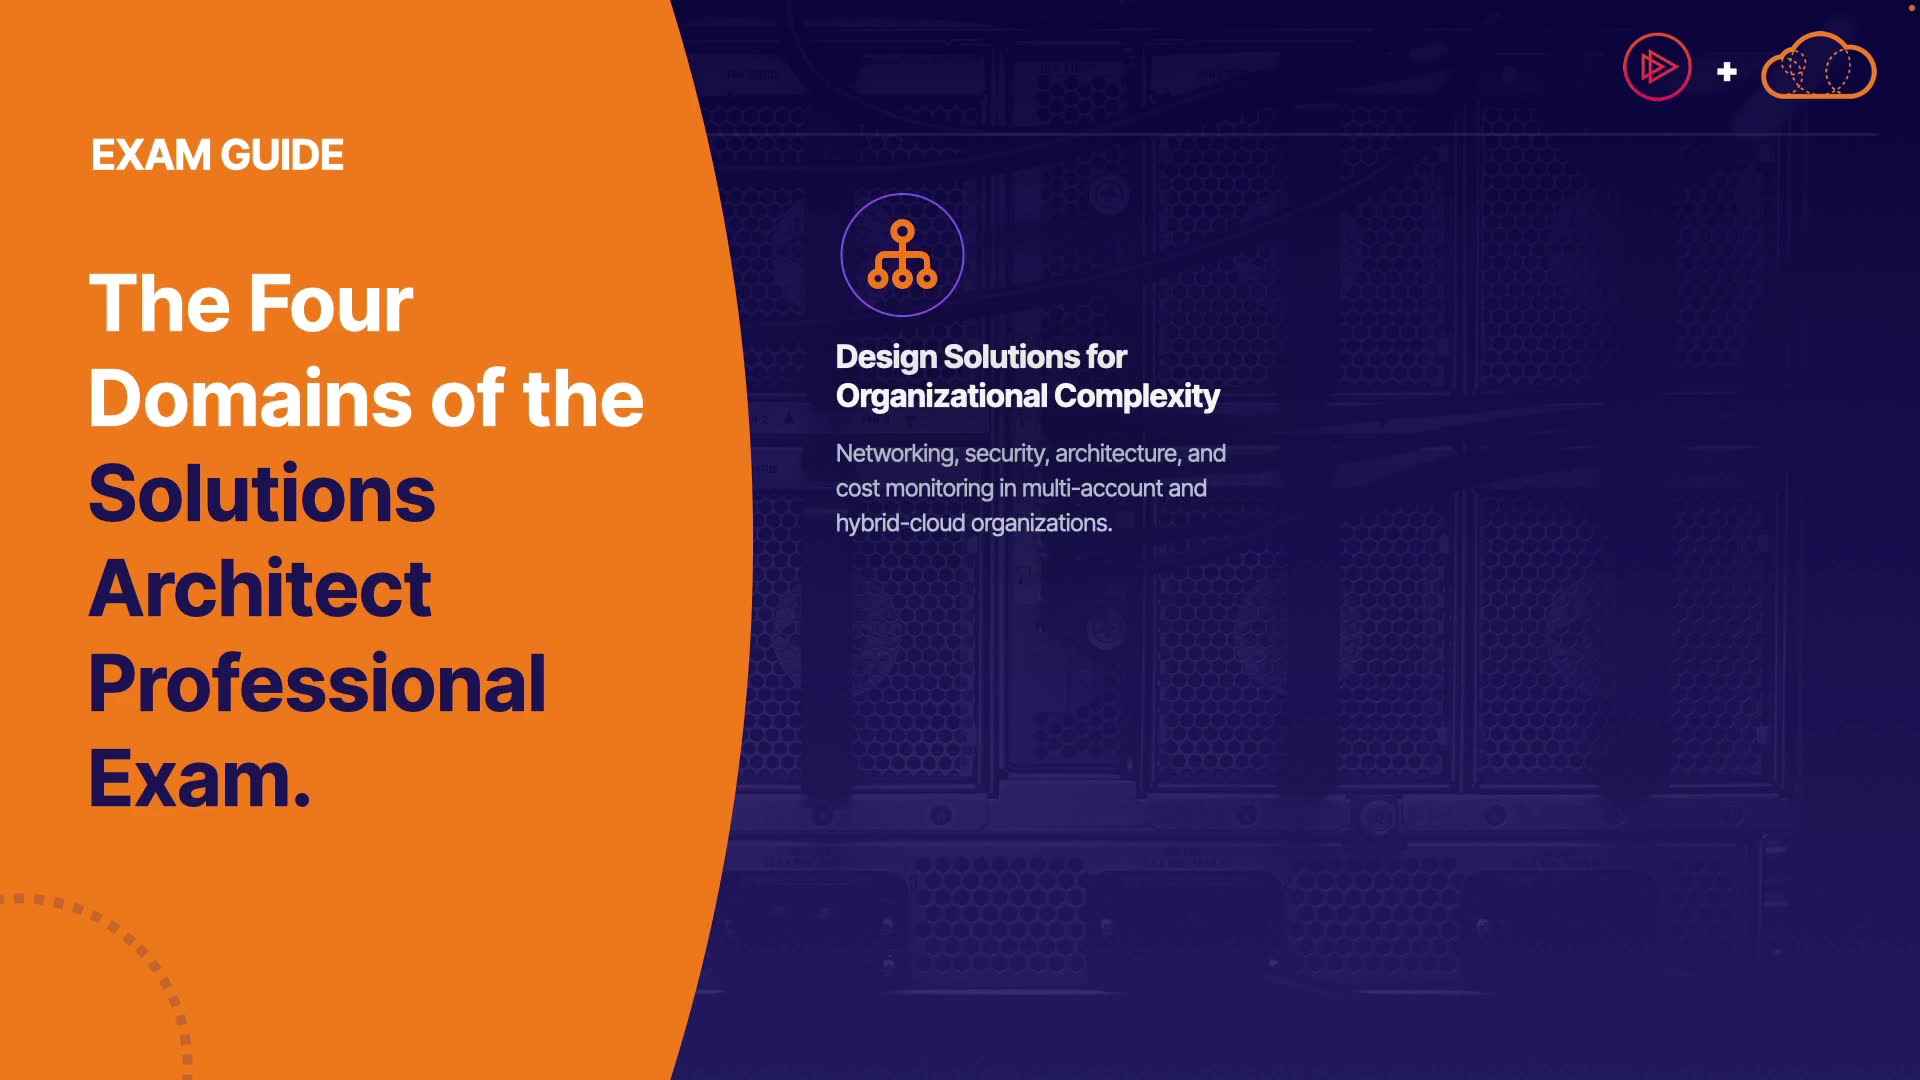 EXAM GUIDE
The Four
Domains of the
Solutions
Architect
Professional
Exam.
Design Solutions for
Organizational Complexity
Networking, security, architecture, and
cost monitoring in multi-account and
hybrid-cloud organizations.